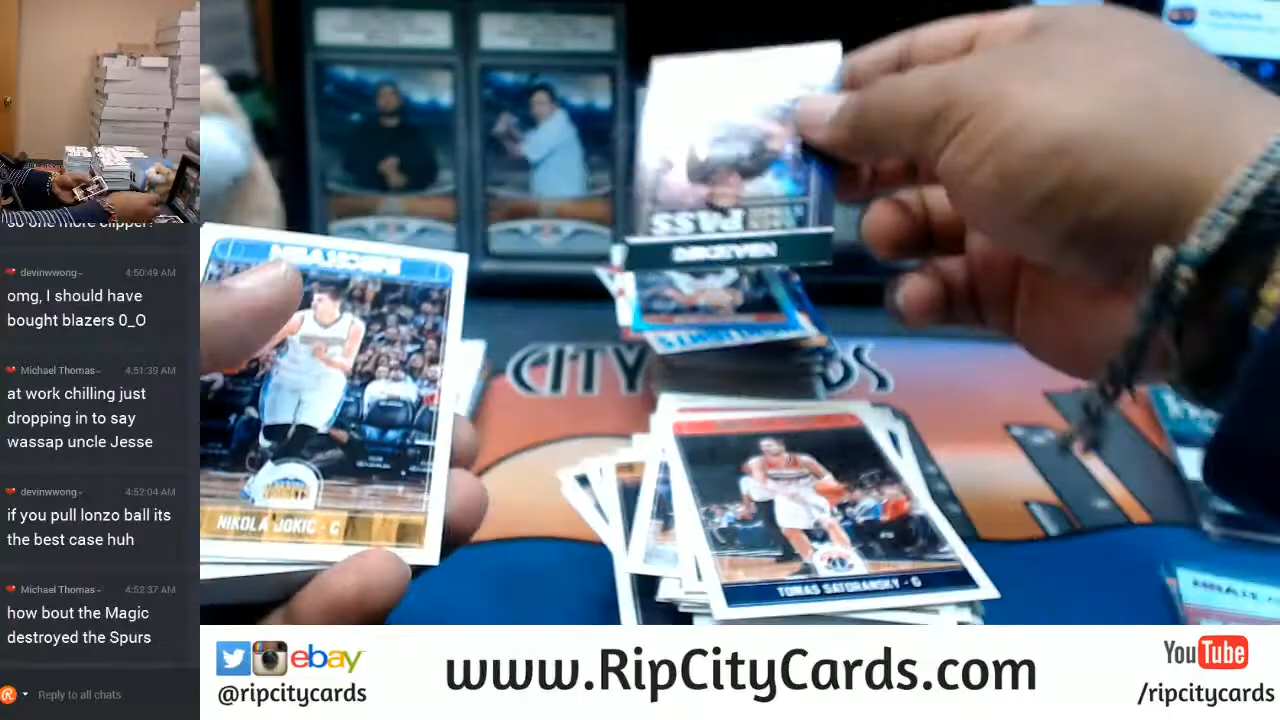 so one more clipper?
devinwwong- 4:50:49 AM
omg, I should have
bought blazers 0_O
Michael Thomas- 4:51:39 AM
at work chilling just
dropping in to say
wassap uncle Jesse
devinwwong- 4:52:04 AM
if you pull lonzo ball its
the best case huh
Michael Thomas- 4:52:37 AM
how bout the Magic
destroyed the Spurs
Reply to all chats
NIKOLA JOKIC - C
PASS
CITY
TOMAS SATORANSKY - G
ebay
@ripcitycards
www.RipCityCards.com
YouTube
/ripcitycards